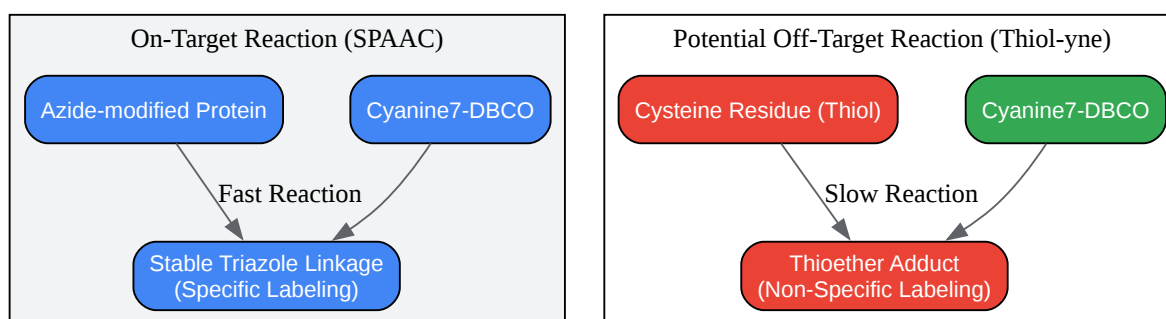 On-Target Reaction (SPAAC)
Azide-modified Protein
Cyanine7-DBCO
Fast Reaction
Stable Triazole Linkage
(Specific Labeling)
Potential Off-Target Reaction (Thiol-yne)
Cysteine Residue (Thiol)
Cyanine7-DBCO
Slow Reaction
Thioether Adduct
(Non-Specific Labeling)